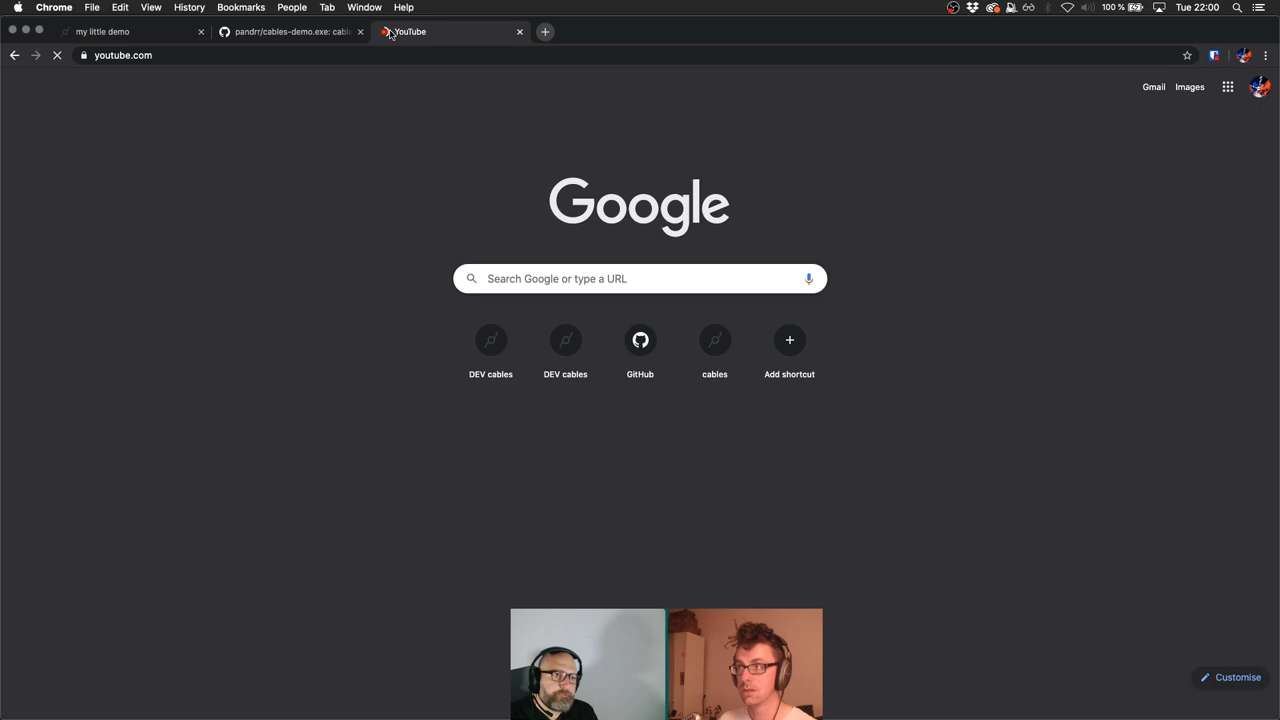 Chrome File Edit View History Bookmarks People Tab Window Help 100 % Tue 22:00
my little demo pandrr/cables-demo.exe: cabl YouTube
youtube.com
Gmail Images
Google
Search Google or type a URL
DEV cables DEV cables GitHub cables Add shortcut
Customise